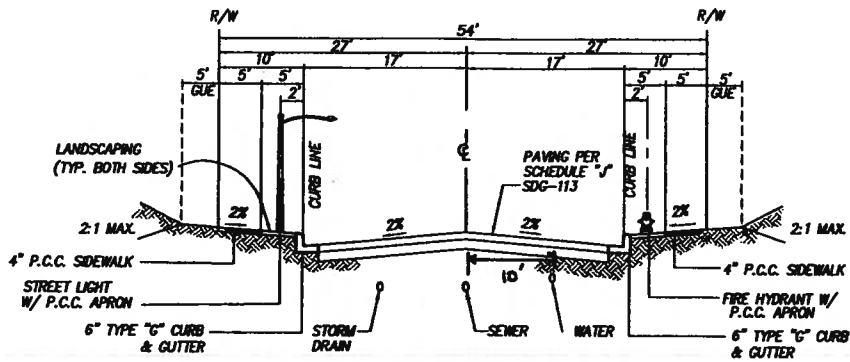 R/W
R/W
54'
27'
27'
10'
17'
17'
10'
5'
5'
5'
5'
5'
5'
GUE
2'
2'
GUE
LANDSCAPING
(TYP. BOTH SIDES)
CURB LINE
℄
PAVING PER
SCHEDULE "J"
SDG-113
CURB LINE
2%
2%
2%
2%
2:1 MAX.
2:1 MAX.
4" P.C.C. SIDEWALK
10'
4" P.C.C. SIDEWALK
STREET LIGHT
W/ P.C.C. APRON
FIRE HYDRANT W/
P.C.C. APRON
6" TYPE "G" CURB
& GUTTER
STORM
DRAIN
SEWER
WATER
6" TYPE "G" CURB
& GUTTER